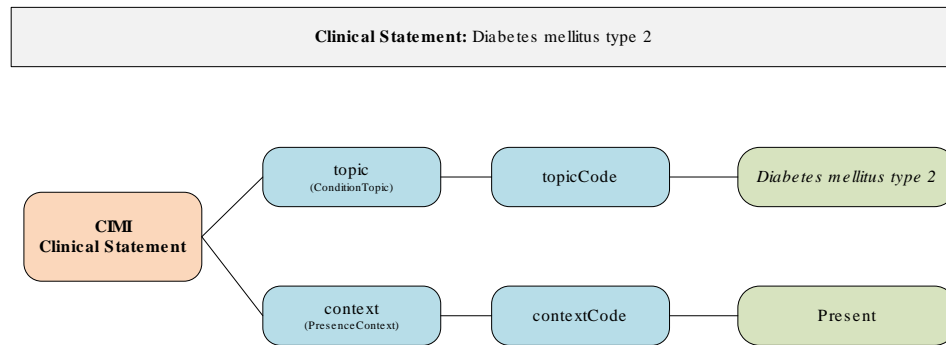 Clinical Statement: Diabetes mellitus type 2
topic
(ConditionTopic)
topicCode
Diabetes mellitus type 2
CIMI
Clinical Statement
context
(PresenceContext)
contextCode
Present